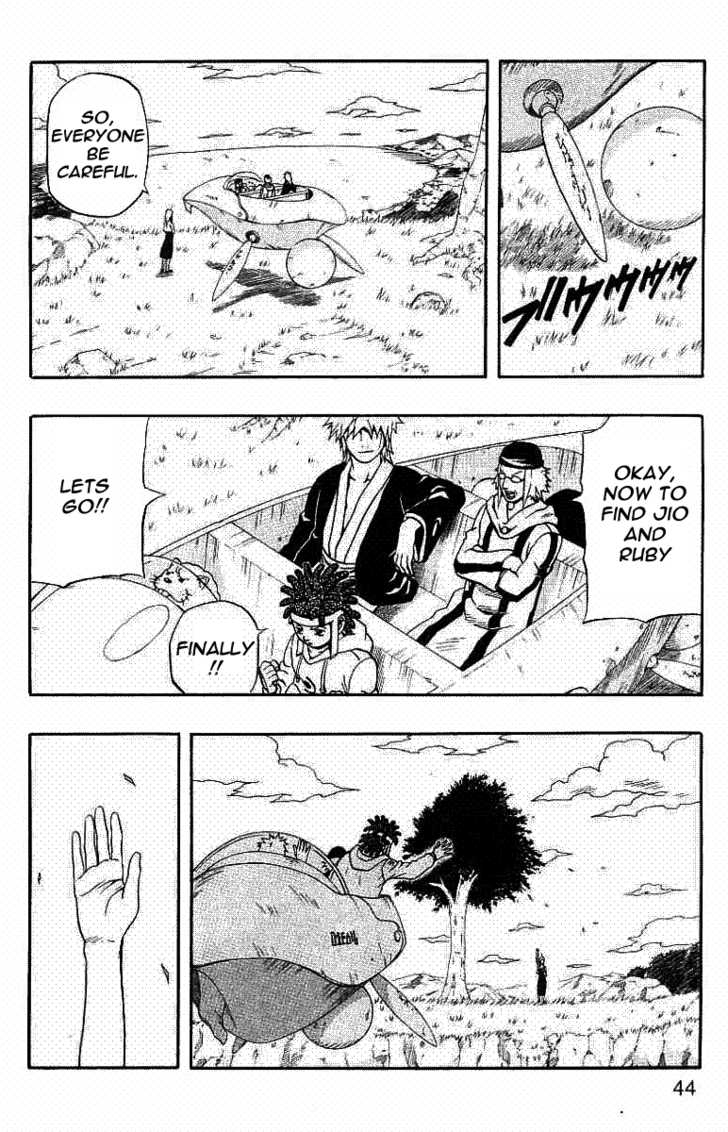 SO,
EVERYONE
BE
CAREFUL.
OKAY,
NOW TO
FIND JIO
AND
RUBY
FINALLY
!!
LETS
GO!!
44